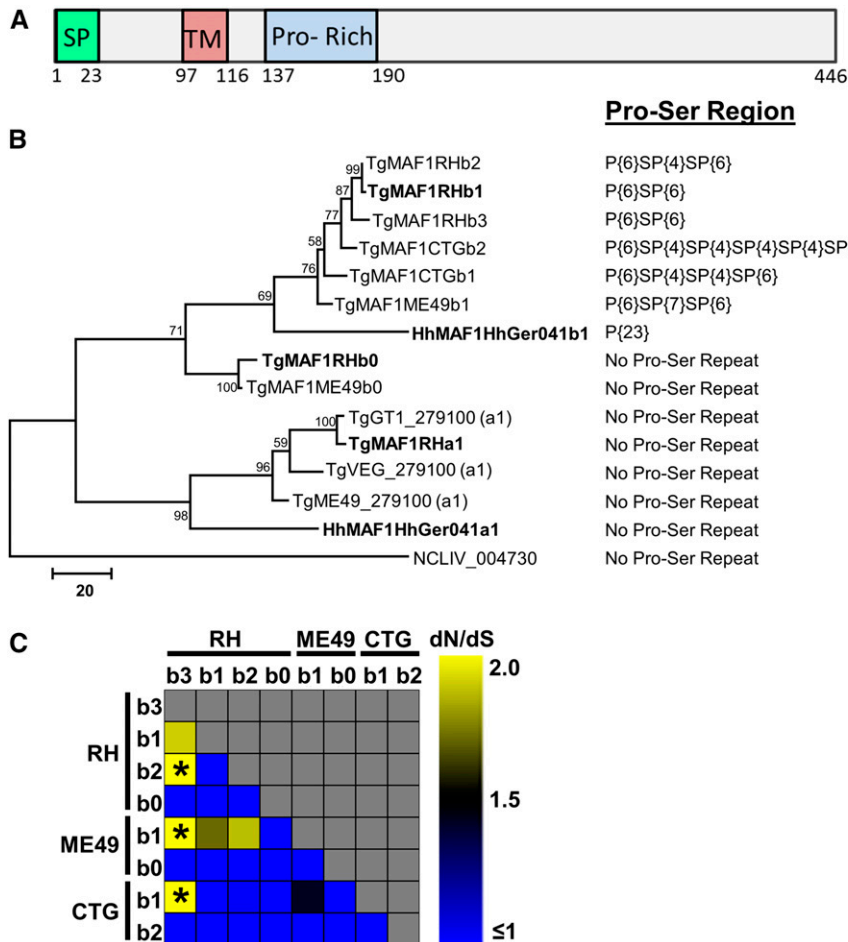 A
SP TM Pro- Rich
1 23 97 116 137 190 446
Pro-Ser Region
B
TgMAF1RHb2 P{6}SP{4}SP{6}
TgMAF1RHb1 P{6}SP{6}
TgMAF1RHb3 P{6}SP{6}
TgMAF1CTGb2 P{6}SP{4}SP{4}SP{4}SP{4}SP
TgMAF1CTGb1 P{6}SP{4}SP{4}SP{6}
TgMAF1ME49b1 P{6}SP{7}SP{6}
HhMAF1HhGer041b1 P{23}
TgMAF1RHb0 No Pro-Ser Repeat
TgMAF1ME49b0 No Pro-Ser Repeat
TgGT1_279100 (a1) No Pro-Ser Repeat
TgMAF1RHa1 No Pro-Ser Repeat
TgVEG_279100 (a1) No Pro-Ser Repeat
TgME49_279100 (a1) No Pro-Ser Repeat
HhMAF1HhGer041a1 No Pro-Ser Repeat
NCLIV_004730 No Pro-Ser Repeat
99
87
77
58
76
69
71
100
100
59
96
98
20
C
RH ME49 CTG dN/dS
b3 b1 b2 b0 b1 b0 b1 b2
RH
b3
b1
b2 *
b0
ME49
b1 *
b0
CTG
b1 *
b2
2.0
1.5
≤1